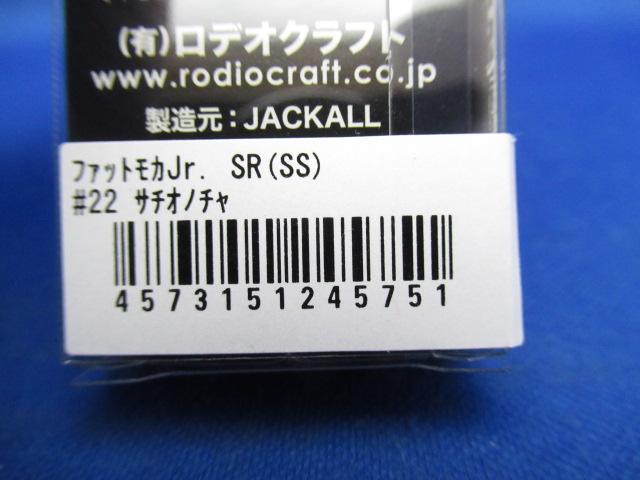 (有)ロデオクラフト
www.rodiocraft.co.jp
製造元：JACKALL
ﾌｧｯﾄﾓｶJr. SR(SS)
#22 ｻﾁｵﾉﾁｬ
4573151245751